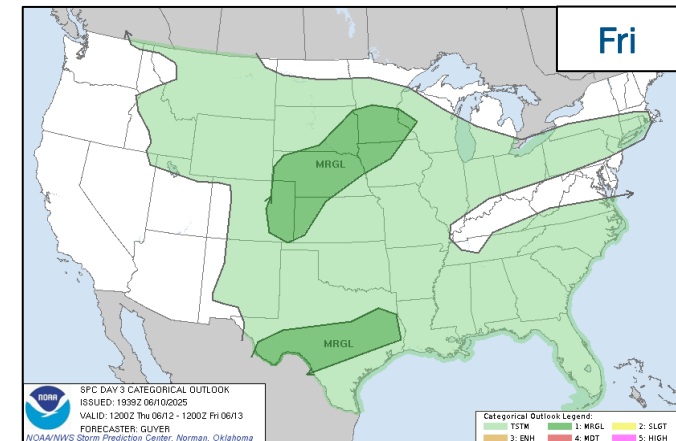 Fri
MRGL
MRGL
NOAA
SPC DAY 3 CATEGORICAL OUTLOOK
ISSUED: 1939Z 06/10/2025
VALID: 1200Z Thu 06/12 - 1200Z Fri 06/13
FORECASTER: GUYER
NOAA/NWS Storm Prediction Center, Norman, Oklahoma
Categorical Outlook Legend:
TSTM 1: MRGL 2: SLGT
3: ENH 4: MDT 5: HIGH